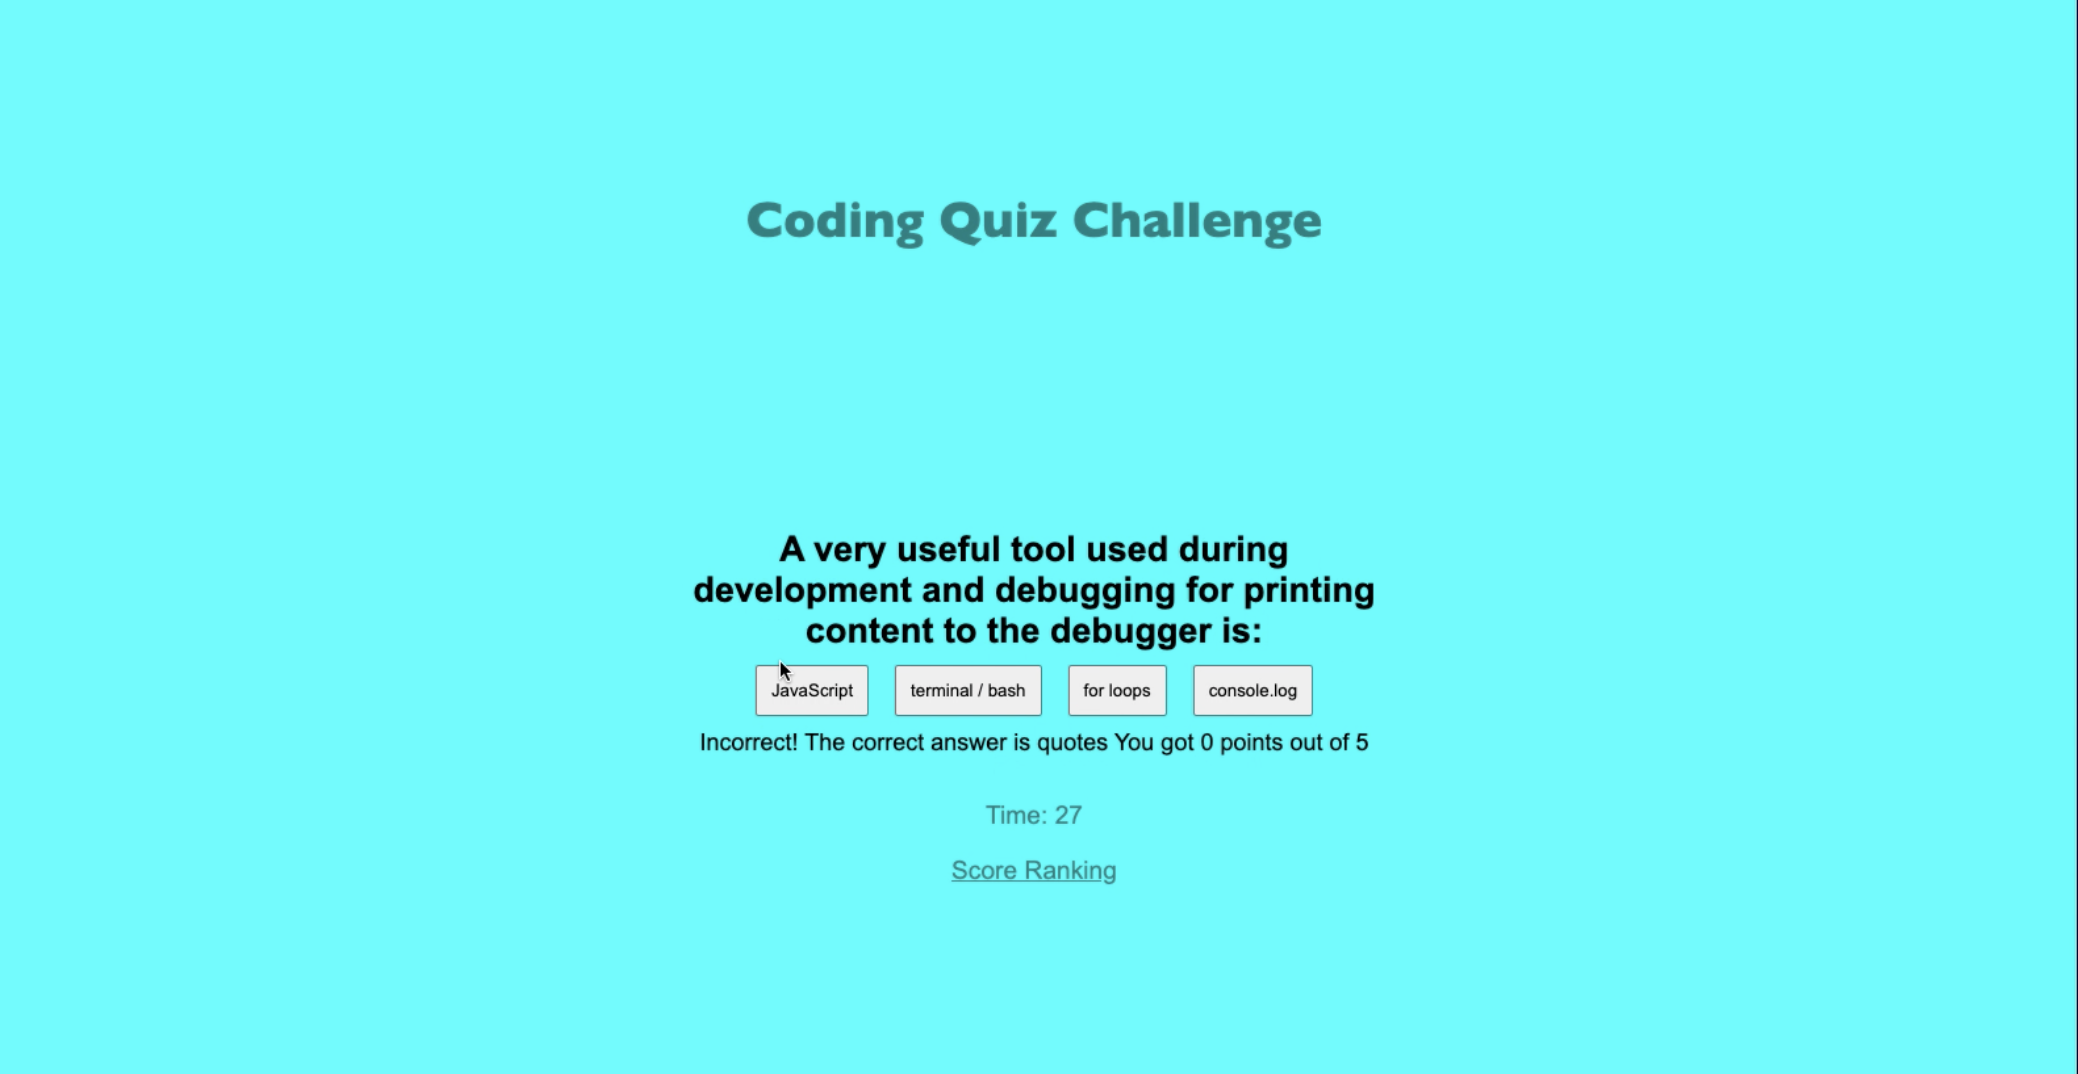 Coding Quiz Challenge
A very useful tool used during
development and debugging for printing
content to the debugger is:
JavaScript terminal / bash for loops console.log
Incorrect! The correct answer is quotes You got 0 points out of 5
Time: 27
Score Ranking